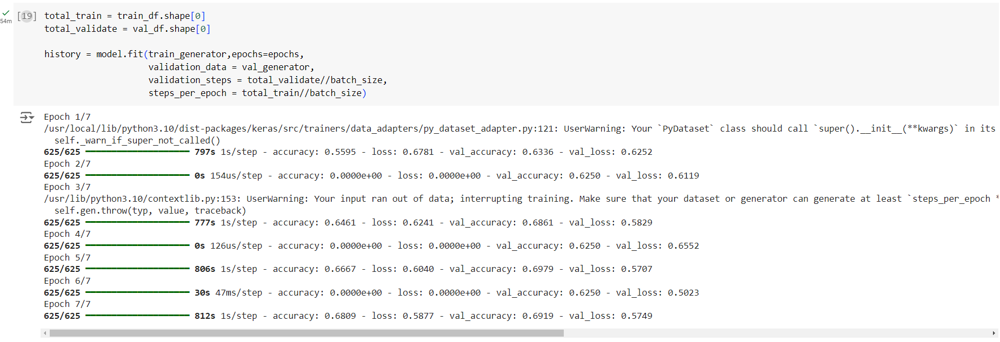 [19] total_train = train_df.shape[0]
54m
total_validate = val_df.shape[0]
history = model.fit(train_generator,epochs=epochs,
validation_data = val_generator,
validation_steps = total_validate//batch_size,
steps_per_epoch = total_train//batch_size)
Epoch 1/7
/usr/local/lib/python3.10/dist-packages/keras/src/trainers/data_adapters/py_dataset_adapter.py:121: UserWarning: Your `PyDataset` class should call `super().__init__(**kwargs)` in its
self._warn_if_super_not_called()
625/625 ━━━━━━━━━━━━━━━━━━━━ 797s 1s/step - accuracy: 0.5595 - loss: 0.6781 - val_accuracy: 0.6336 - val_loss: 0.6252
Epoch 2/7
625/625 ━━━━━━━━━━━━━━━━━━━━ 0s 154us/step - accuracy: 0.0000e+00 - loss: 0.0000e+00 - val_accuracy: 0.6250 - val_loss: 0.6119
Epoch 3/7
/usr/lib/python3.10/contextlib.py:153: UserWarning: Your input ran out of data; interrupting training. Make sure that your dataset or generator can generate at least `steps_per_epoch *
self.gen.throw(typ, value, traceback)
625/625 ━━━━━━━━━━━━━━━━━━━━ 777s 1s/step - accuracy: 0.6461 - loss: 0.6241 - val_accuracy: 0.6861 - val_loss: 0.5829
Epoch 4/7
625/625 ━━━━━━━━━━━━━━━━━━━━ 0s 126us/step - accuracy: 0.0000e+00 - loss: 0.0000e+00 - val_accuracy: 0.6250 - val_loss: 0.6552
Epoch 5/7
625/625 ━━━━━━━━━━━━━━━━━━━━ 806s 1s/step - accuracy: 0.6667 - loss: 0.6040 - val_accuracy: 0.6979 - val_loss: 0.5707
Epoch 6/7
625/625 ━━━━━━━━━━━━━━━━━━━━ 30s 47ms/step - accuracy: 0.0000e+00 - loss: 0.0000e+00 - val_accuracy: 0.6250 - val_loss: 0.5023
Epoch 7/7
625/625 ━━━━━━━━━━━━━━━━━━━━ 812s 1s/step - accuracy: 0.6809 - loss: 0.5877 - val_accuracy: 0.6919 - val_loss: 0.5749